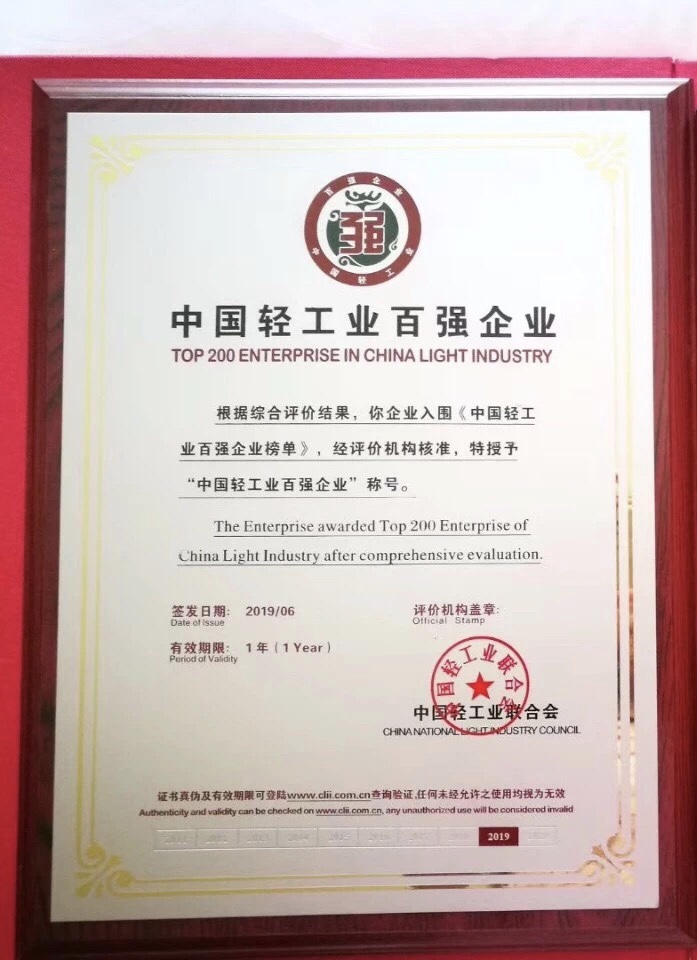 百强企业
强
中国轻工业
中国轻工业百强企业
TOP 200 ENTERPRISE IN CHINA LIGHT INDUSTRY
根据综合评价结果，你企业入围《中国轻工
业百强企业榜单》，经评价机构核准，特授予
“中国轻工业百强企业”称号。
The Enterprise awarded Top 200 Enterprise of
China Light Industry after comprehensive evaluation.
签发日期： 2019/06 评价机构盖章：
Date of Issue Official Stamp
有效期限： 1 年（1 Year）
Period of Validity
中国轻工业联合会
中国轻工业联合会
CHINA NATIONAL LIGHT INDUSTRY COUNCIL
证书真伪及有效期限可登陆www.clii.com.cn查询验证,任何未经允许之使用均视为无效
Authenticity and validity can be checked on www.clii.com.cn, any unauthorized use will be considered invalid
2011 2012 2013 2014 2015 2016 2017 2018 2019 2020